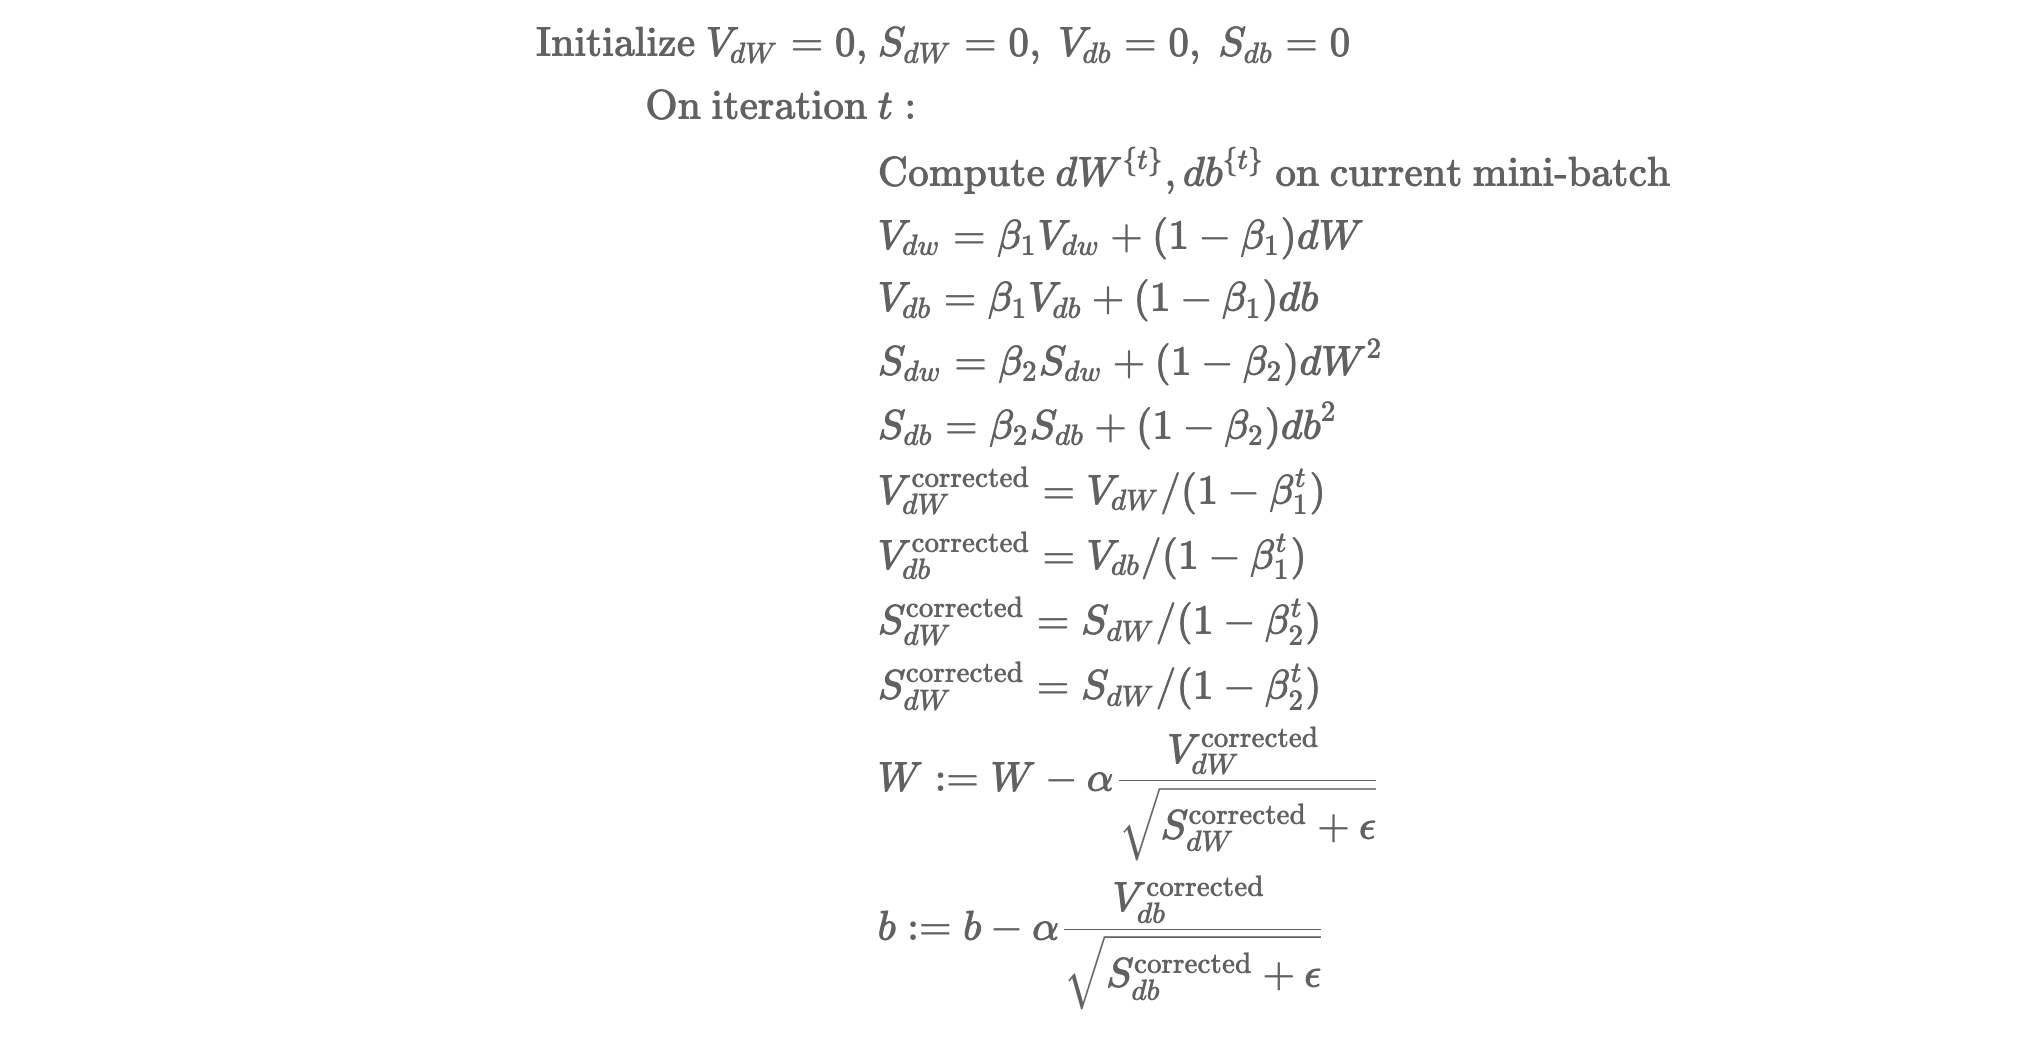 Initialize $V_{dW} = 0, S_{dW} = 0, \; V_{db} = 0, \; S_{db} = 0$
On iteration $t:$
Compute $dW^{\{t\}}, db^{\{t\}}$ on current mini-batch
$V_{dw} = \beta_1 V_{dw} + (1 - \beta_1)dW$
$V_{db} = \beta_1 V_{db} + (1 - \beta_1)db$
$S_{dw} = \beta_2 S_{dw} + (1 - \beta_2)dW^2$
$S_{db} = \beta_2 S_{db} + (1 - \beta_2)db^2$
$V_{dW}^{\text{corrected}} = V_{dW}/(1 - \beta_1^t)$
$V_{db}^{\text{corrected}} = V_{db}/(1 - \beta_1^t)$
$S_{dW}^{\text{corrected}} = S_{dW}/(1 - \beta_2^t)$
$S_{dW}^{\text{corrected}} = S_{dW}/(1 - \beta_2^t)$
$W := W - \alpha \frac{V_{dW}^{\text{corrected}}}{\sqrt{S_{dW}^{\text{corrected}} + \epsilon}}$
$b := b - \alpha \frac{V_{db}^{\text{corrected}}}{\sqrt{S_{db}^{\text{corrected}} + \epsilon}}$